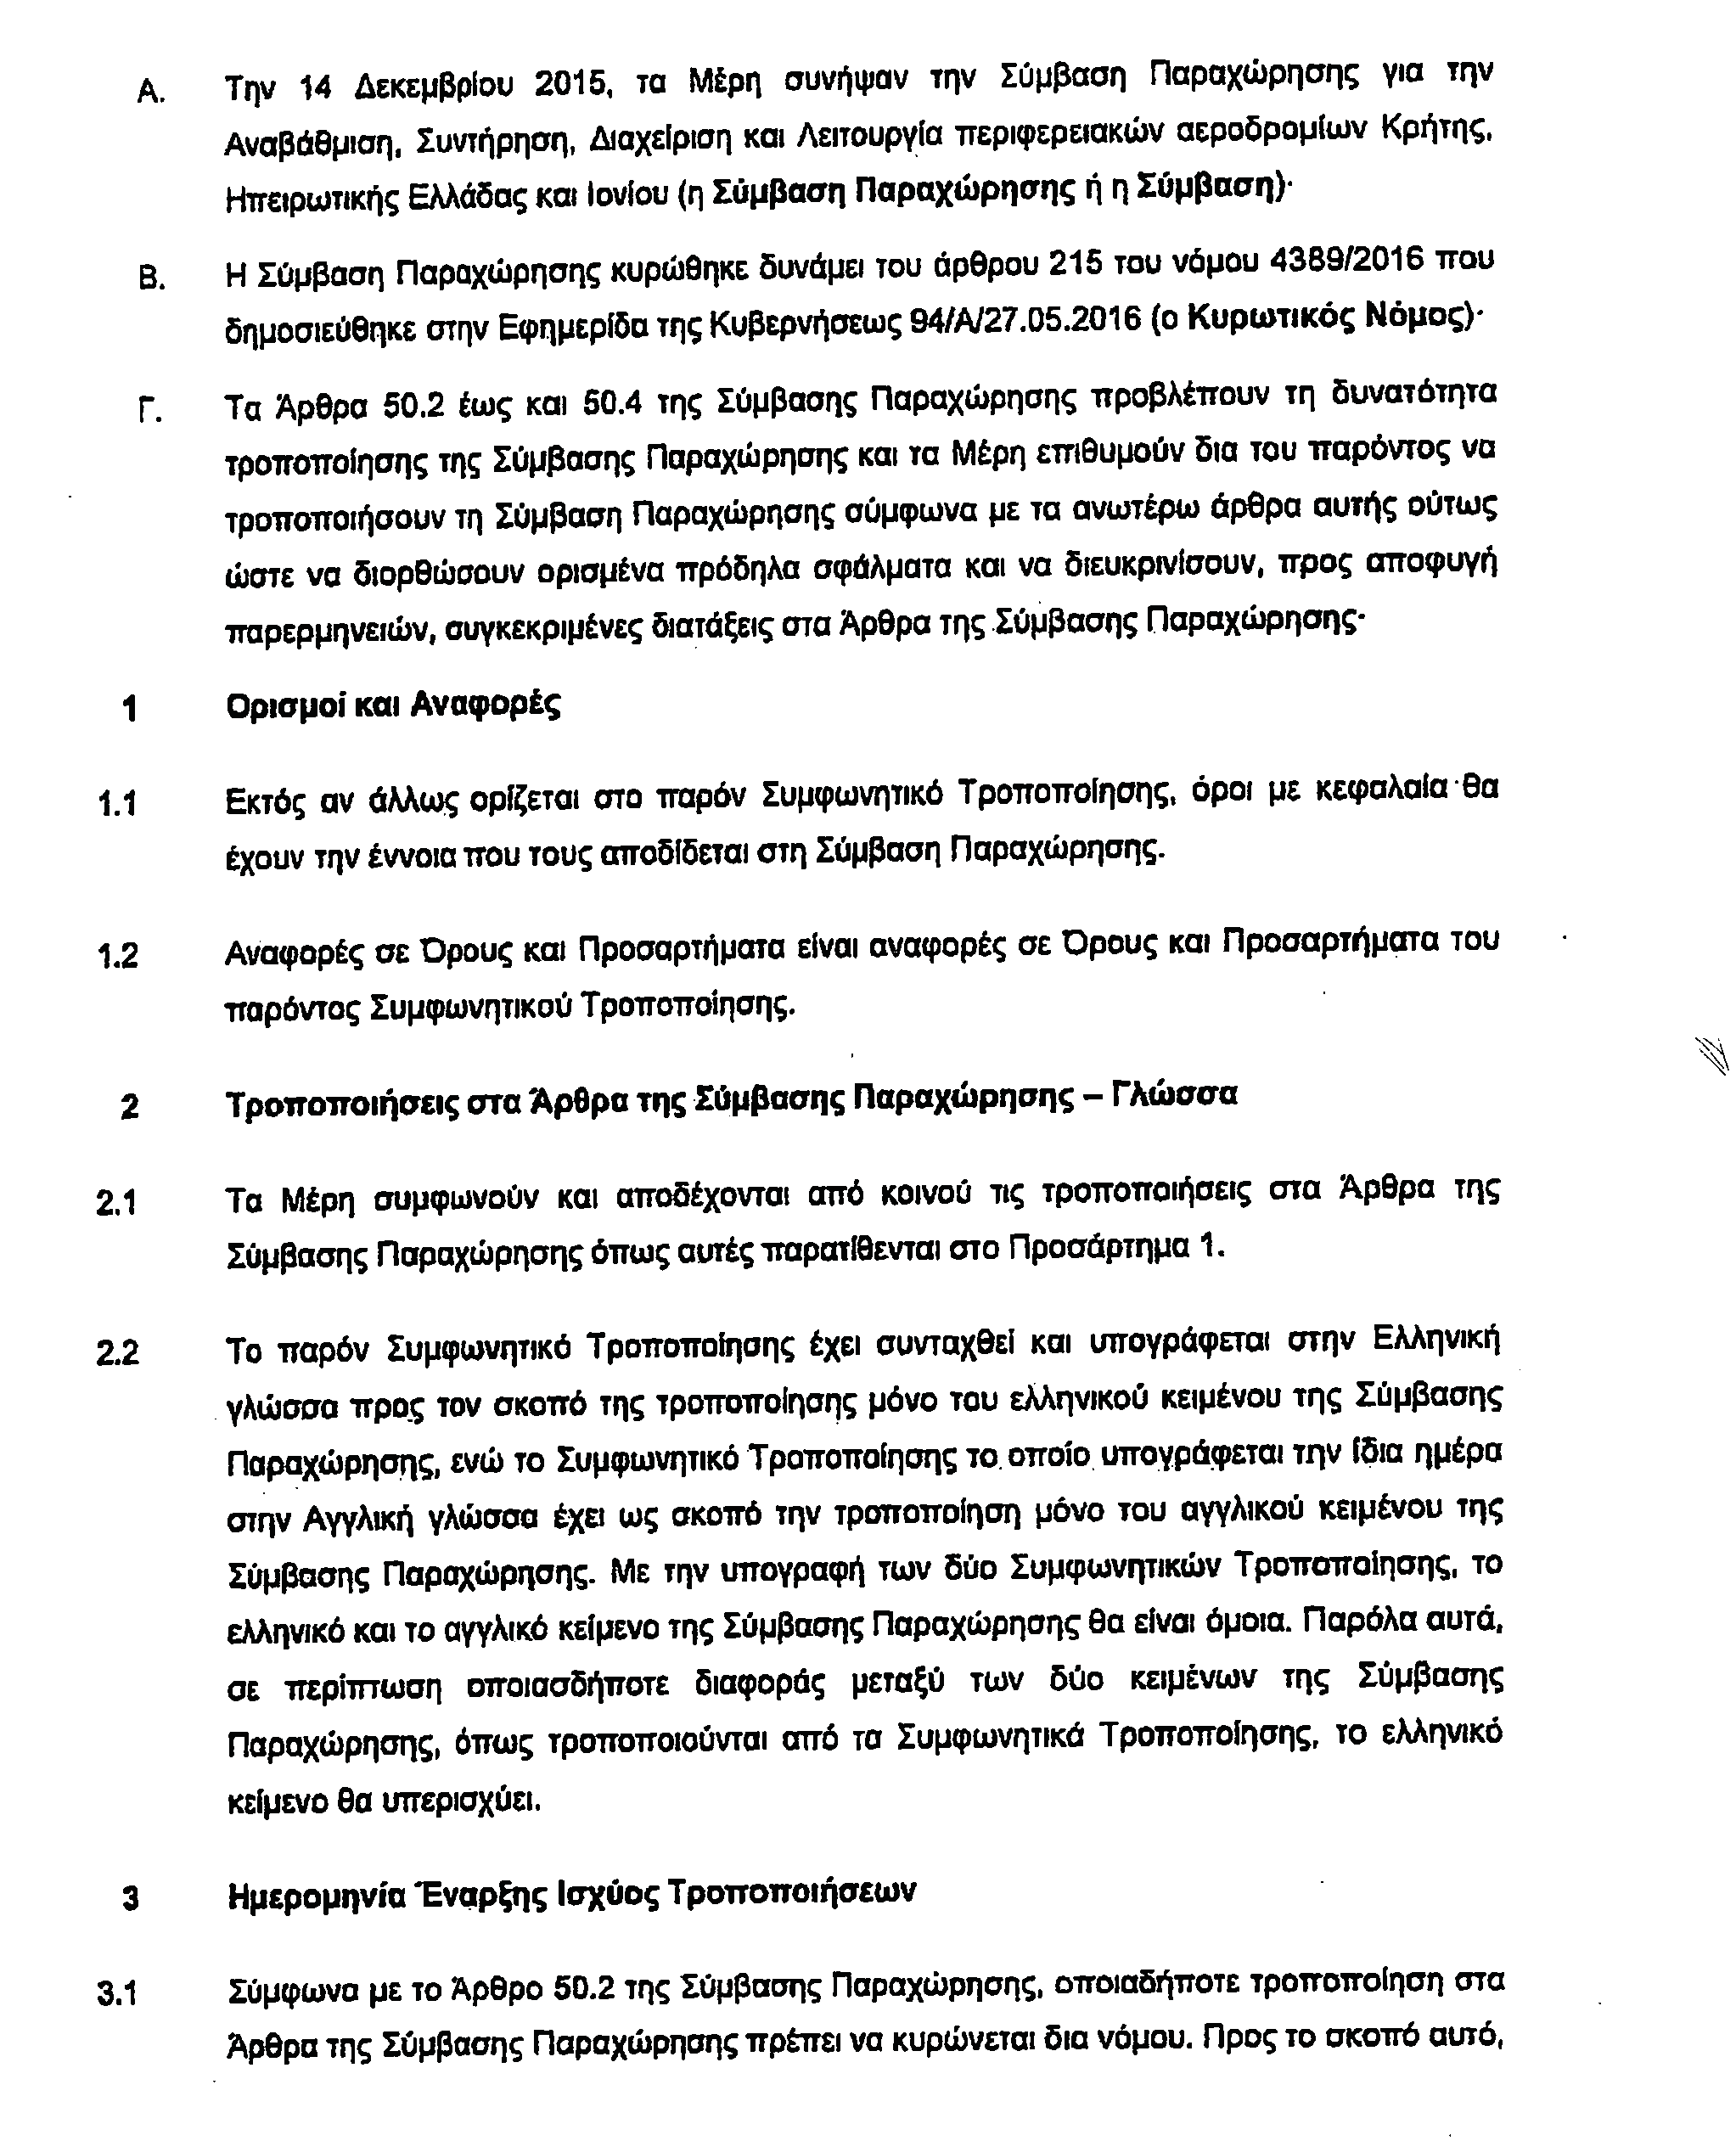 Α. Την 14 Δεκεμβρίου 2015, τα Μέρη συνήψαν την Σύμβαση Παραχώρησης για την
Αναβάθμιση, Συντήρηση, Διαχείριση και Λειτουργία περιφερειακών αεροδρομίων Κρήτης,
Ηπειρωτικής Ελλάδας και Ιονίου (η Σύμβαση Παραχώρησης ή η Σύμβαση)·
Β. Η Σύμβαση Παραχώρησης κυρώθηκε δυνάμει του άρθρου 215 του νόμου 4389/2016 που
δημοσιεύθηκε στην Εφημερίδα της Κυβερνήσεως 94/Α/27.05.2016 (ο Κυρωτικός Νόμος)·
Γ. Τα Άρθρα 50.2 έως και 50.4 της Σύμβασης Παραχώρησης προβλέπουν τη δυνατότητα
τροποποίησης της Σύμβασης Παραχώρησης και τα Μέρη επιθυμούν δια του παρόντος να
τροποποιήσουν τη Σύμβαση Παραχώρησης σύμφωνα με τα ανωτέρω άρθρα αυτής ούτως
ώστε να διορθώσουν ορισμένα πρόδηλα σφάλματα και να διευκρινίσουν, προς αποφυγή
παρερμηνειών, συγκεκριμένες διατάξεις στα Άρθρα της Σύμβασης Παραχώρησης·
1 Ορισμοί και Αναφορές
1.1 Εκτός αν άλλως ορίζεται στο παρόν Συμφωνητικό Τροποποίησης, όροι με κεφαλαία θα
έχουν την έννοια που τους αποδίδεται στη Σύμβαση Παραχώρησης.
1.2 Αναφορές σε Όρους και Προσαρτήματα είναι αναφορές σε Όρους και Προσαρτήματα του
παρόντος Συμφωνητικού Τροποποίησης.
2 Τροποποιήσεις στα Άρθρα της Σύμβασης Παραχώρησης – Γλώσσα
2.1 Τα Μέρη συμφωνούν και αποδέχονται από κοινού τις τροποποιήσεις στα Άρθρα της
Σύμβασης Παραχώρησης όπως αυτές παρατίθενται στο Προσάρτημα 1.
2.2 Το παρόν Συμφωνητικό Τροποποίησης έχει συνταχθεί και υπογράφεται στην Ελληνική
γλώσσα προς τον σκοπό της τροποποίησης μόνο του ελληνικού κειμένου της Σύμβασης
Παραχώρησης, ενώ το Συμφωνητικό Τροποποίησης το οποίο υπογράφεται την ίδια ημέρα
στην Αγγλική γλώσσα έχει ως σκοπό την τροποποίηση μόνο του αγγλικού κειμένου της
Σύμβασης Παραχώρησης. Με την υπογραφή των δύο Συμφωνητικών Τροποποίησης, το
ελληνικό και το αγγλικό κείμενο της Σύμβασης Παραχώρησης θα είναι όμοια. Παρόλα αυτά,
σε περίπτωση οποιασδήποτε διαφοράς μεταξύ των δύο κειμένων της Σύμβασης
Παραχώρησης, όπως τροποποιούνται από τα Συμφωνητικά Τροποποίησης, το ελληνικό
κείμενο θα υπερισχύει.
3 Ημερομηνία Έναρξης Ισχύος Τροποποιήσεων
3.1 Σύμφωνα με το Άρθρο 50.2 της Σύμβασης Παραχώρησης, οποιαδήποτε τροποποίηση στα
Άρθρα της Σύμβασης Παραχώρησης πρέπει να κυρώνεται δια νόμου. Προς το σκοπό αυτό,